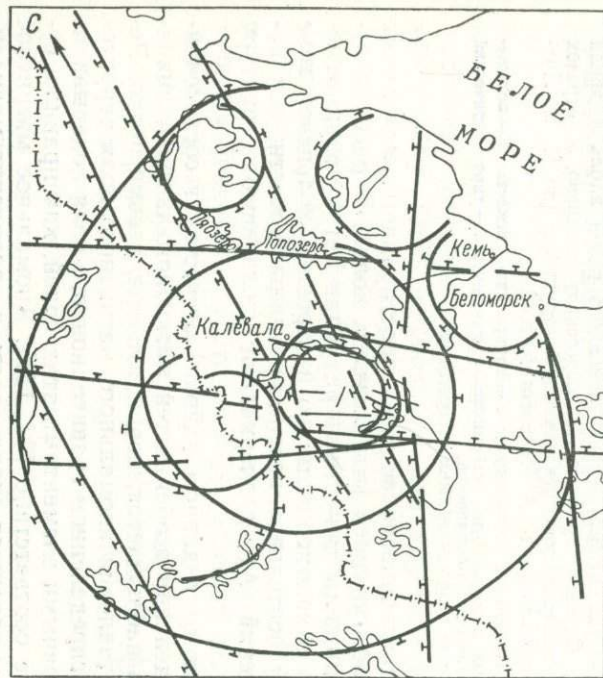 С
БЕЛОЕ
МОРЕ
Пяозеро
Топозеро
Кемь
Беломорск
Калевала